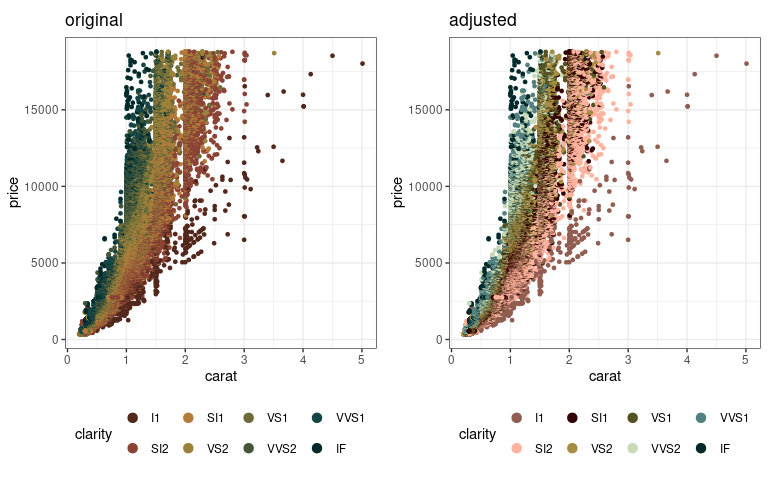 original
price
15000
10000
5000
0
0 1 2 3 4 5
carat
clarity
I1 SI1 VS1 VVS1
SI2 VS2 VVS2 IF
adjusted
price
15000
10000
5000
0
0 1 2 3 4 5
carat
clarity
I1 SI1 VS1 VVS1
SI2 VS2 VVS2 IF